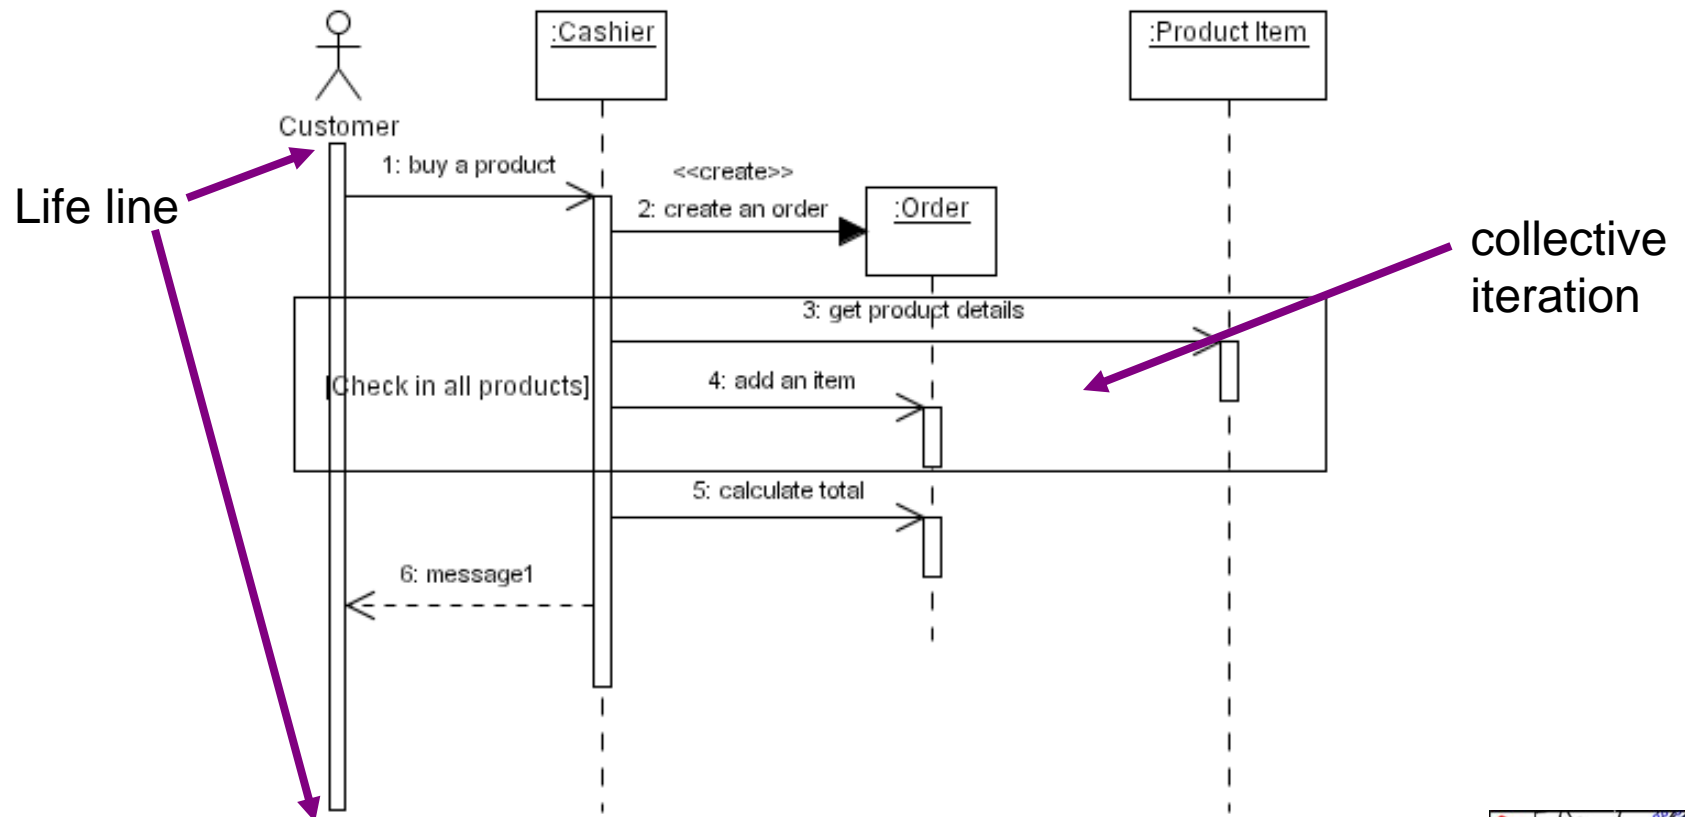 :Cashier
:Product Item
Customer
1: buy a product
<<create>>
2: create an order
:Order
Life line
collective
iteration
3: get product details
[Check in all products]
4: add an item
5: calculate total
6: message1